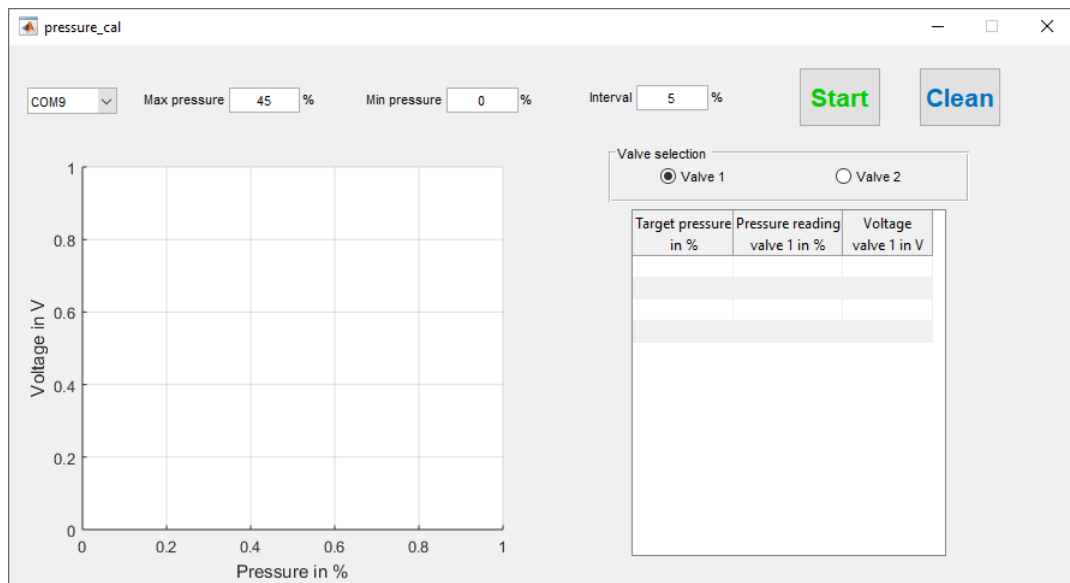 pressure_cal
COM9 Max pressure 45 % Min pressure 0 % Interval 5 % Start Clean
Valve selection
Valve 1 Valve 2
Target pressure Pressure reading Voltage
in % valve 1 in % valve 1 in V
1
0.8
0.6
0.4
0.2
0
Voltage in V
0 0.2 0.4 0.6 0.8 1
Pressure in %